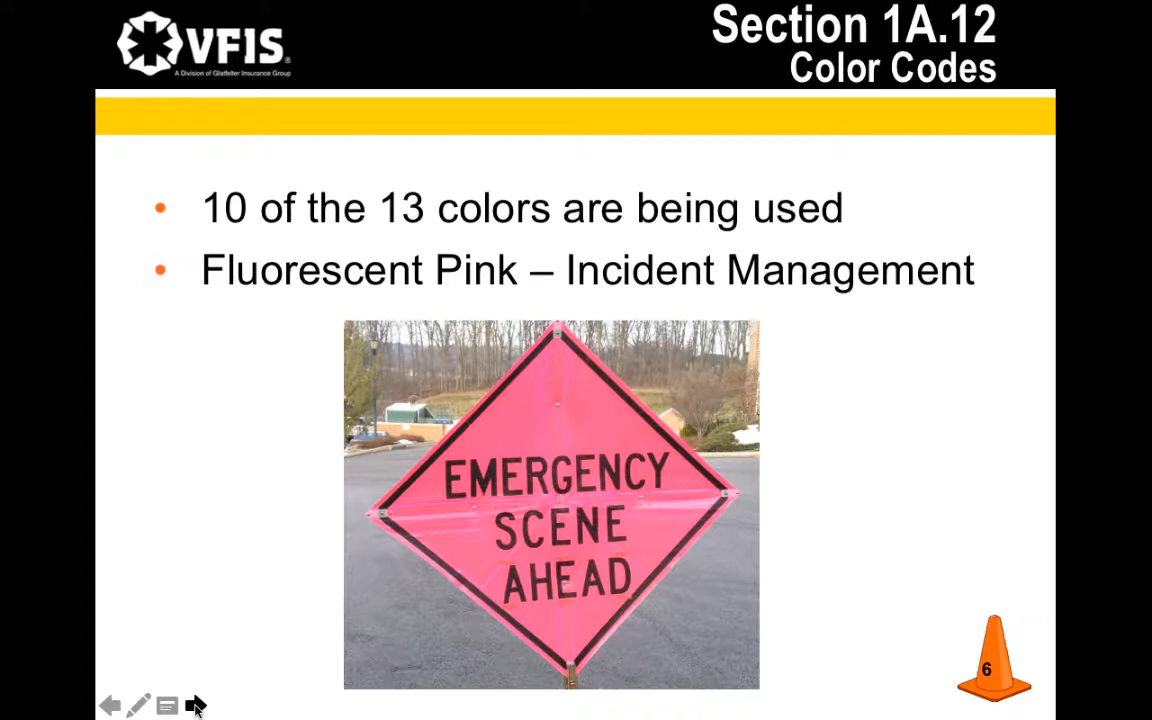 VFIS®
A Division of Glatfelter Insurance Group
Section 1A.12
Color Codes
• 10 of the 13 colors are being used
• Fluorescent Pink – Incident Management
EMERGENCY
SCENE
AHEAD
6